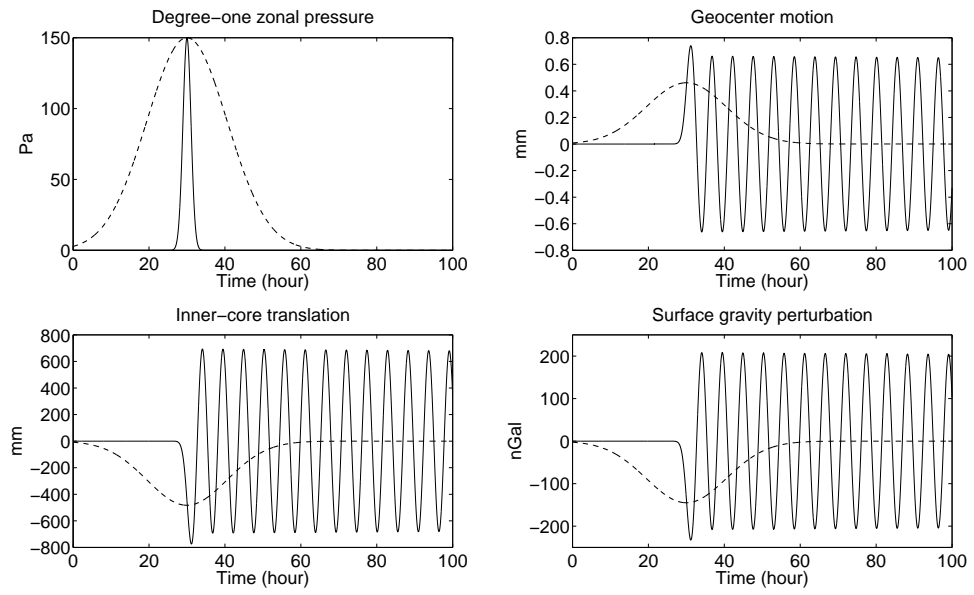 Degree−one zonal pressure
150
100
50
0
Pa
0 20 40 60 80 100
Time (hour)
Geocenter motion
0.8
0.6
0.4
0.2
0
−0.2
−0.4
−0.6
−0.8
mm
0 20 40 60 80 100
Time (hour)
Inner−core translation
800
600
400
200
0
−200
−400
−600
−800
mm
0 20 40 60 80 100
Time (hour)
Surface gravity perturbation
200
100
0
−100
−200
nGal
0 20 40 60 80 100
Time (hour)